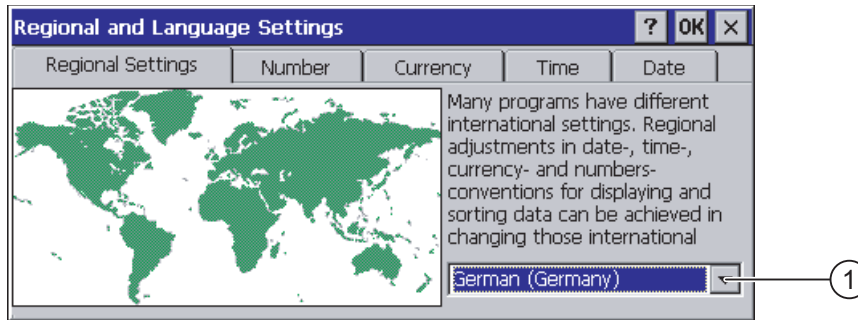 Regional and Language Settings ? OK ×
Regional Settings Number Currency Time Date
Many programs have different
international settings. Regional
adjustments in date-, time-,
currency- and numbers-
conventions for displaying and
sorting data can be achieved in
changing those international
German (Germany)
1